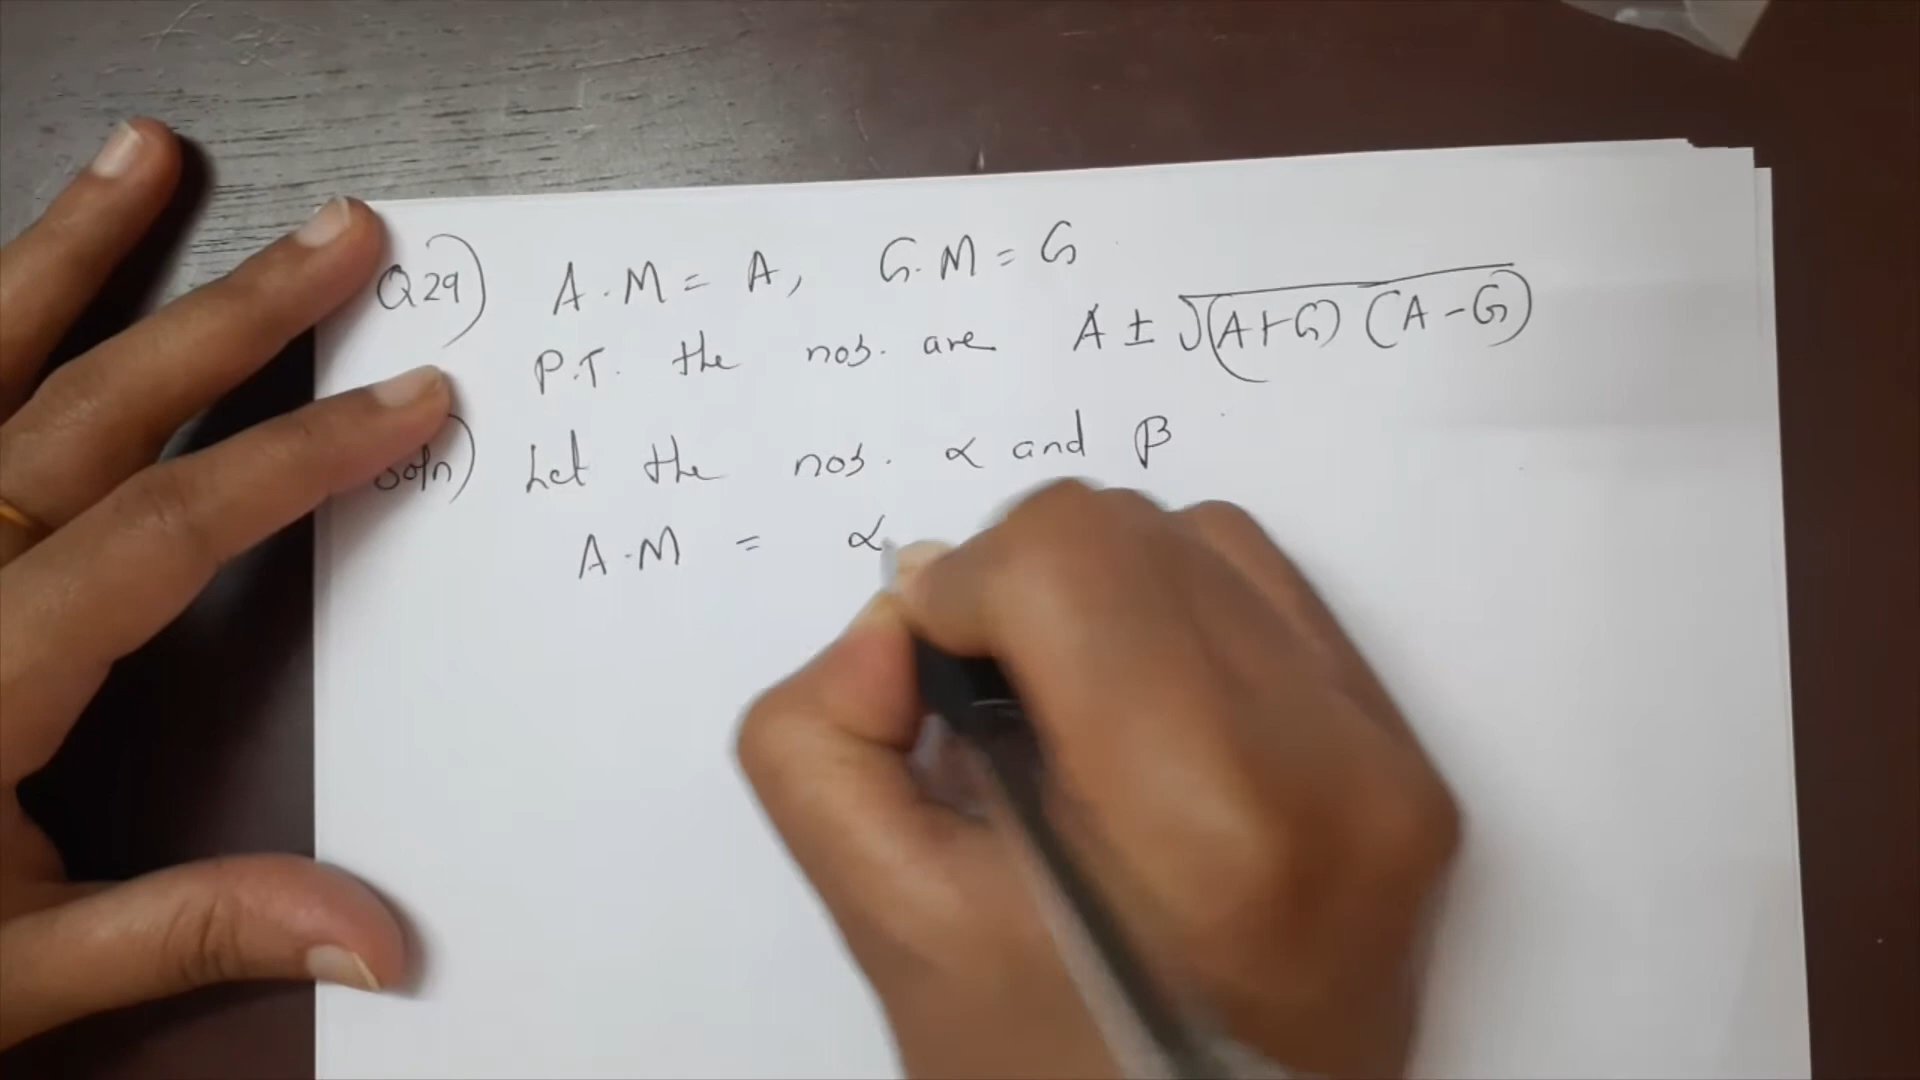 Q29) A.M = A, G.M = G
P.T. the nos. are A ± √(A+G) (A-G)
Soln) Let the nos. α and β
A.M = α